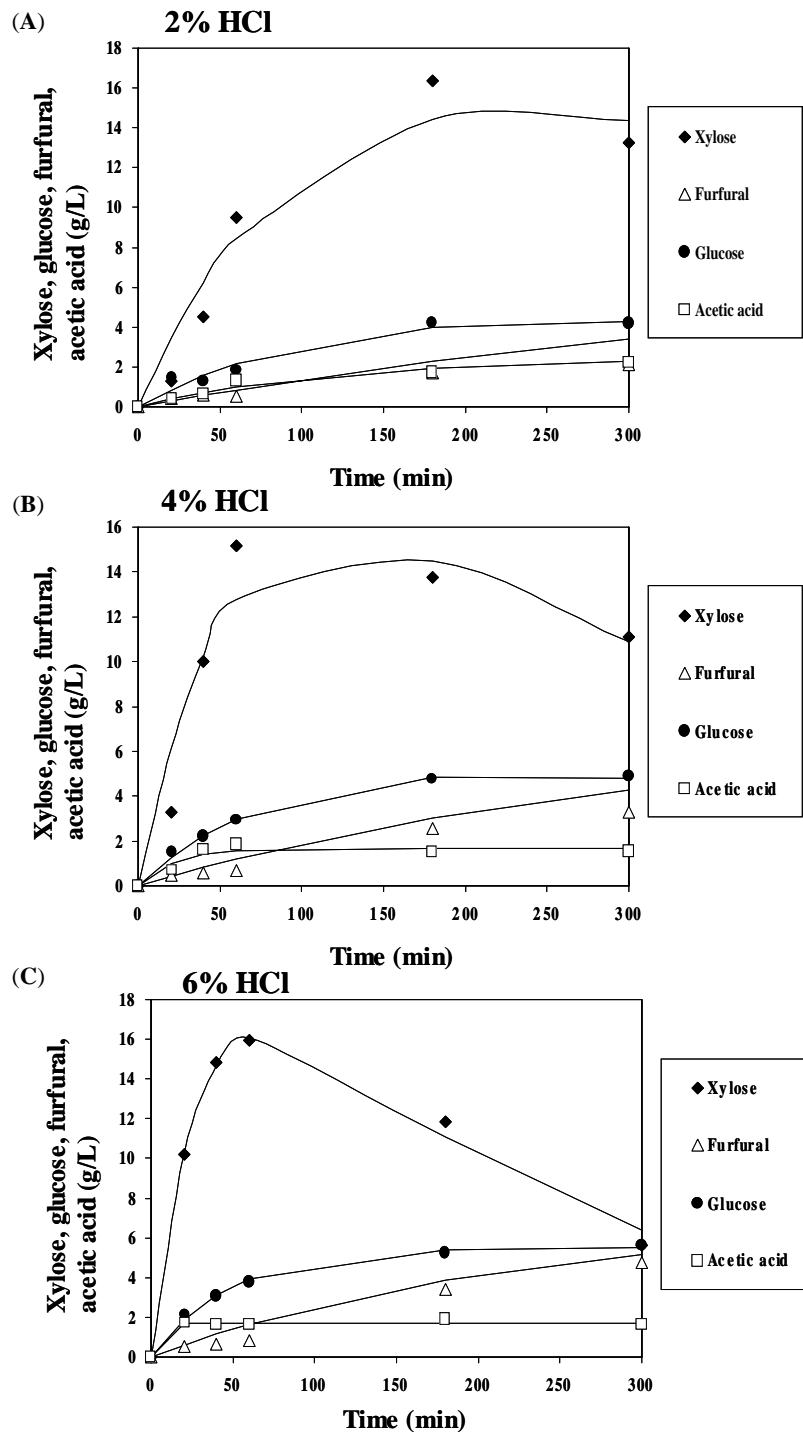 (A)
2% HCl
Xylose, glucose, furfural,
acetic acid (g/L)
18
16
14
12
10
8
6
4
2
0
0 50 100 150 200 250 300
Time (min)
Xylose
Furfural
Glucose
Acetic acid
(B)
4% HCl
Xylose, glucose, furfural,
acetic acid (g/L)
16
14
12
10
8
6
4
2
0
0 50 100 150 200 250 300
Time (min)
Xylose
Furfural
Glucose
Acetic acid
(C)
6% HCl
Xylose, glucose, furfural,
acetic acid (g/L)
18
16
14
12
10
8
6
4
2
0
0 50 100 150 200 250 300
Time (min)
Xylose
Furfural
Glucose
Acetic acid